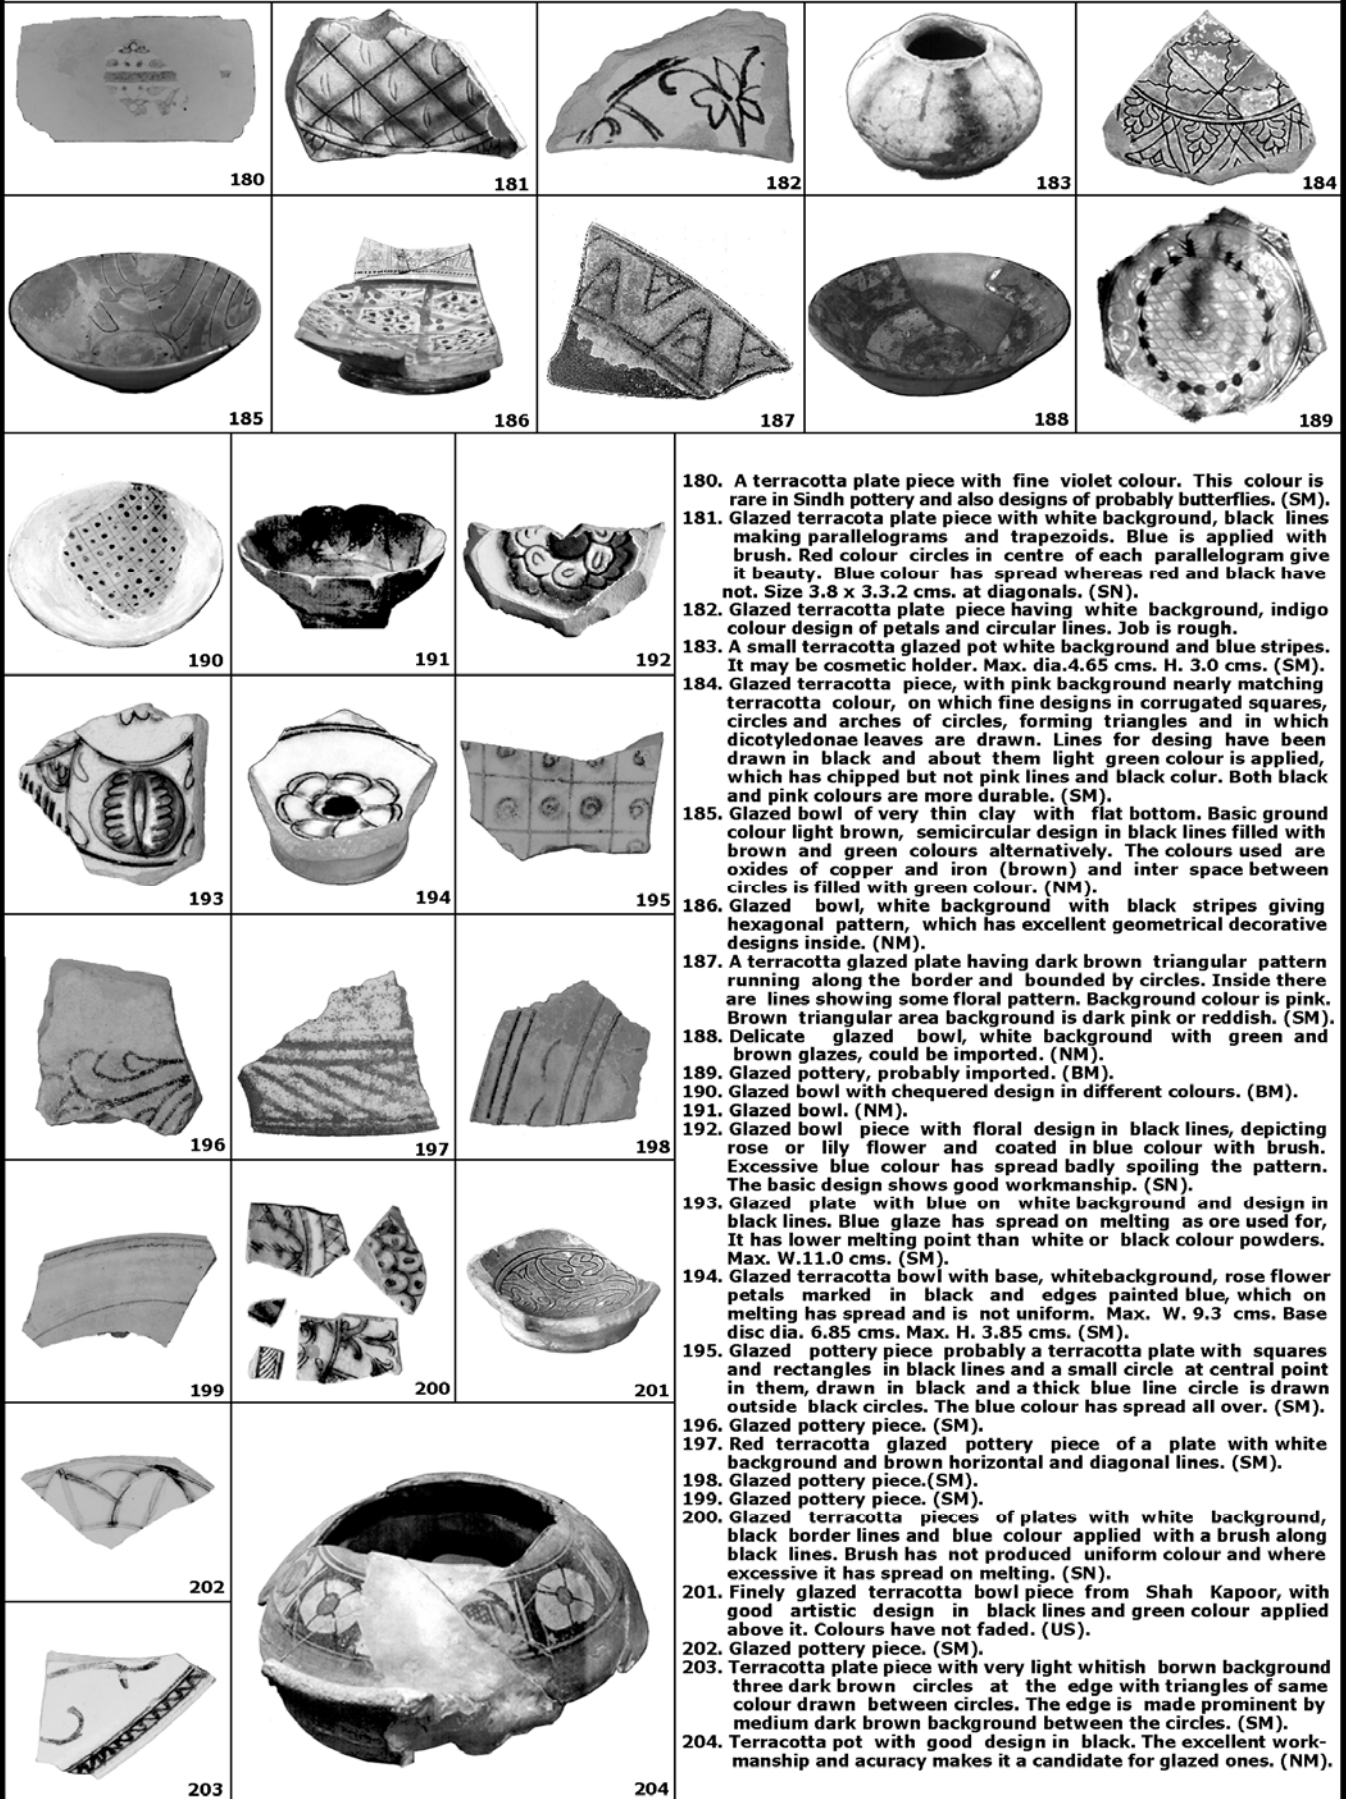 180
181
182
183
184
185
186
187
188
189
190
191
192
193
194
195
196
197
198
199
200
201
202
203
204
180. A terracotta plate piece with fine violet colour. This colour is
rare in Sindh pottery and also designs of probably butterflies. (SM).
181. Glazed terracota plate piece with white background, black lines
making parallelograms and trapezoids. Blue is applied with
brush. Red colour circles in centre of each parallelogram give
it beauty. Blue colour has spread whereas red and black have
not. Size 3.8 x 3.3.2 cms. at diagonals. (SN).
182. Glazed terracotta plate piece having white background, indigo
colour design of petals and circular lines. Job is rough.
183. A small terracotta glazed pot white background and blue stripes.
It may be cosmetic holder. Max. dia.4.65 cms. H. 3.0 cms. (SM).
184. Glazed terracotta piece, with pink background nearly matching
terracotta colour, on which fine designs in corrugated squares,
circles and arches of circles, forming triangles and in which
dicotyledonae leaves are drawn. Lines for desing have been
drawn in black and about them light green colour is applied,
which has chipped but not pink lines and black colur. Both black
and pink colours are more durable. (SM).
185. Glazed bowl of very thin clay with flat bottom. Basic ground
colour light brown, semicircular design in black lines filled with
brown and green colours alternatively. The colours used are
oxides of copper and iron (brown) and inter space between
circles is filled with green colour. (NM).
186. Glazed bowl, white background with black stripes giving
hexagonal pattern, which has excellent geometrical decorative
designs inside. (NM).
187. A terracotta glazed plate having dark brown triangular pattern
running along the border and bounded by circles. Inside there
are lines showing some floral pattern. Background colour is pink.
Brown triangular area background is dark pink or reddish. (SM).
188. Delicate glazed bowl, white background with green and
brown glazes, could be imported. (NM).
189. Glazed pottery, probably imported. (BM).
190. Glazed bowl with chequered design in different colours. (BM).
191. Glazed bowl. (NM).
192. Glazed bowl piece with floral design in black lines, depicting
rose or lily flower and coated in blue colour with brush.
Excessive blue colour has spread badly spoiling the pattern.
The basic design shows good workmanship. (SN).
193. Glazed plate with blue on white background and design in
black lines. Blue glaze has spread on melting as ore used for,
It has lower melting point than white or black colour powders.
Max. W.11.0 cms. (SM).
194. Glazed terracotta bowl with base, whitebackground, rose flower
petals marked in black and edges painted blue, which on
melting has spread and is not uniform. Max. W. 9.3 cms. Base
disc dia. 6.85 cms. Max. H. 3.85 cms. (SM).
195. Glazed pottery piece probably a terracotta plate with squares
and rectangles in black lines and a small circle at central point
in them, drawn in black and a thick blue line circle is drawn
outside black circles. The blue colour has spread all over. (SM).
196. Glazed pottery piece. (SM).
197. Red terracotta glazed pottery piece of a plate with white
background and brown horizontal and diagonal lines. (SM).
198. Glazed pottery piece.(SM).
199. Glazed pottery piece. (SM).
200. Glazed terracotta pieces of plates with white background,
black border lines and blue colour applied with a brush along
black lines. Brush has not produced uniform colour and where
excessive it has spread on melting. (SN).
201. Finely glazed terracotta bowl piece from Shah Kapoor, with
good artistic design in black lines and green colour applied
above it. Colours have not faded. (US).
202. Glazed pottery piece. (SM).
203. Terracotta plate piece with very light whitish borwn background
three dark brown circles at the edge with triangles of same
colour drawn between circles. The edge is made prominent by
medium dark brown background between the circles. (SM).
204. Terracotta pot with good design in black. The excellent work-
manship and acuracy makes it a candidate for glazed ones. (NM).